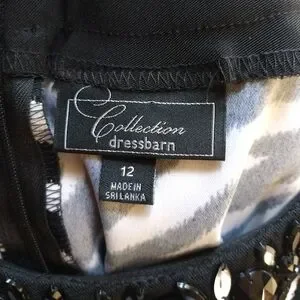 Collection
dressbarn
12
MADE IN
SRI LANKA